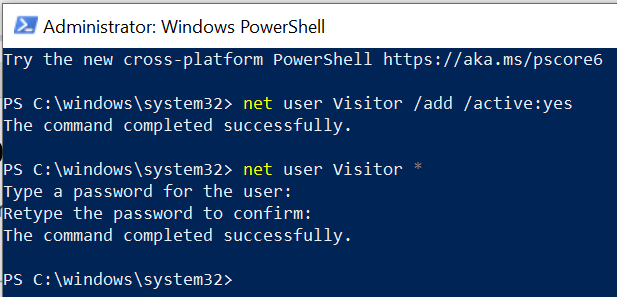 Administrator: Windows PowerShell
Try the new cross-platform PowerShell https://aka.ms/pscore6
PS C:\windows\system32> net user Visitor /add /active:yes
The command completed successfully.
PS C:\windows\system32> net user Visitor *
Type a password for the user:
Retype the password to confirm:
The command completed successfully.
PS C:\windows\system32>